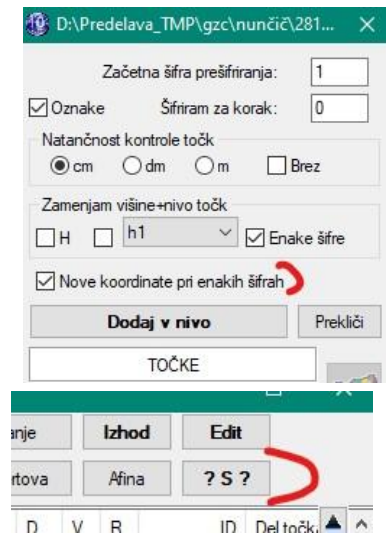 D:\Predelava_TMP\gzc\nunčič\281...
Začetna šifra prešifriranja: 1
Oznake Šifriram za korak: 0
Natančnost kontrole točk
cm dm m Brez
Zamenjam višine+nivo točk
H h1 Enake šifre
Nove koordinate pri enakih šifrah
Dodaj v nivo Prekliči
TOČKE
anje Izhod Edit
rtova Afina ? S ?
D V R ID Del točk